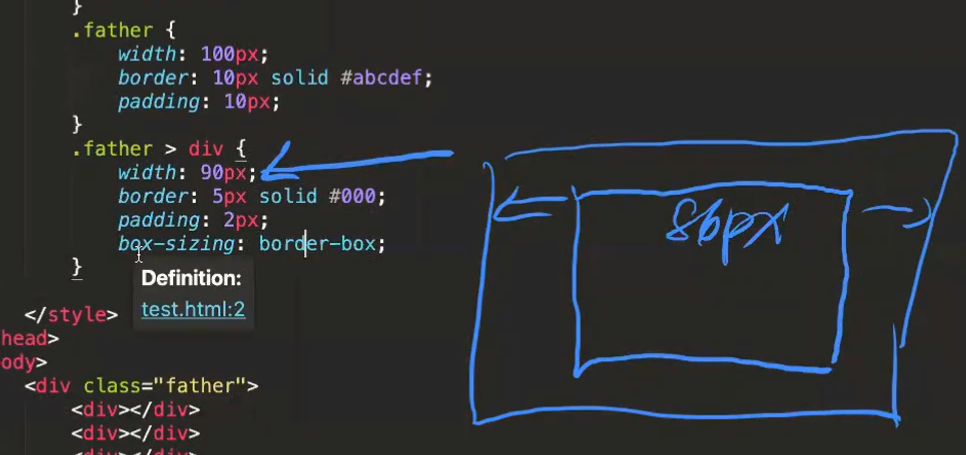 }
.father {
width: 100px;
border: 10px solid #abcdef;
padding: 10px;
}
.father > div {
width: 90px;
border: 5px solid #000;
padding: 2px;
box-sizing: border-box;
}
Definition:
test.html:2
</style>
head>
ody>
<div class="father">
<div></div>
<div></div>
<div></div>
86px